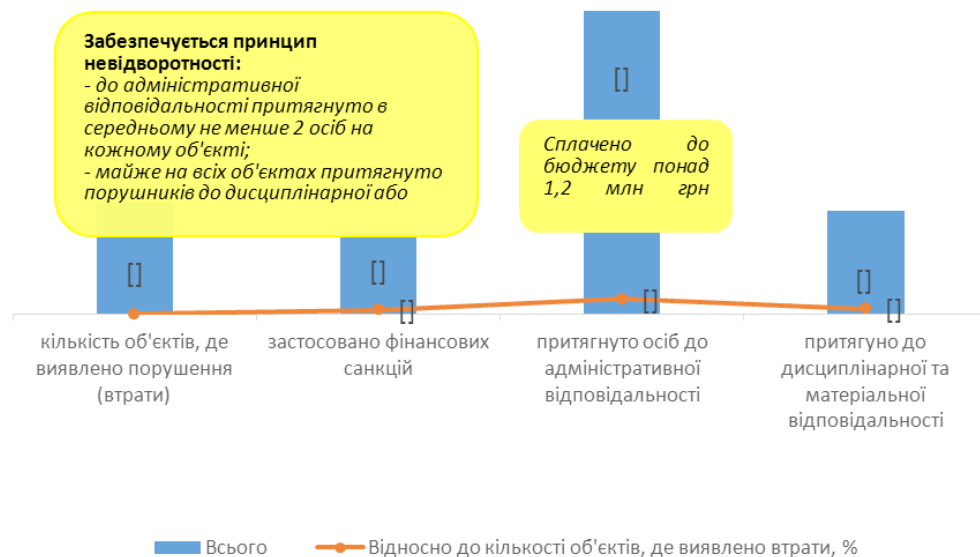 Забезпечується принцип
невідворотності:
- до адміністративної
відповідальності притягнуто в
середньому не менше 2 осіб на
кожному об'єкті;
- майже на всіх об'єктах притягнуто
порушників до дисциплінарної або
[]
Сплачено до
бюджету понад
1,2 млн грн
[]
[]
[]
[]
[]
[]
кількість об'єктів, де
виявлено порушення
(втрати)
застосовано фінансових
санкцій
притягнуто осіб до
адміністративної
відповідальності
притягуно до
дисциплінарної та
матеріальної
відповідальності
Всього
Відносно до кількості об'єктів, де виявлено втрати, %